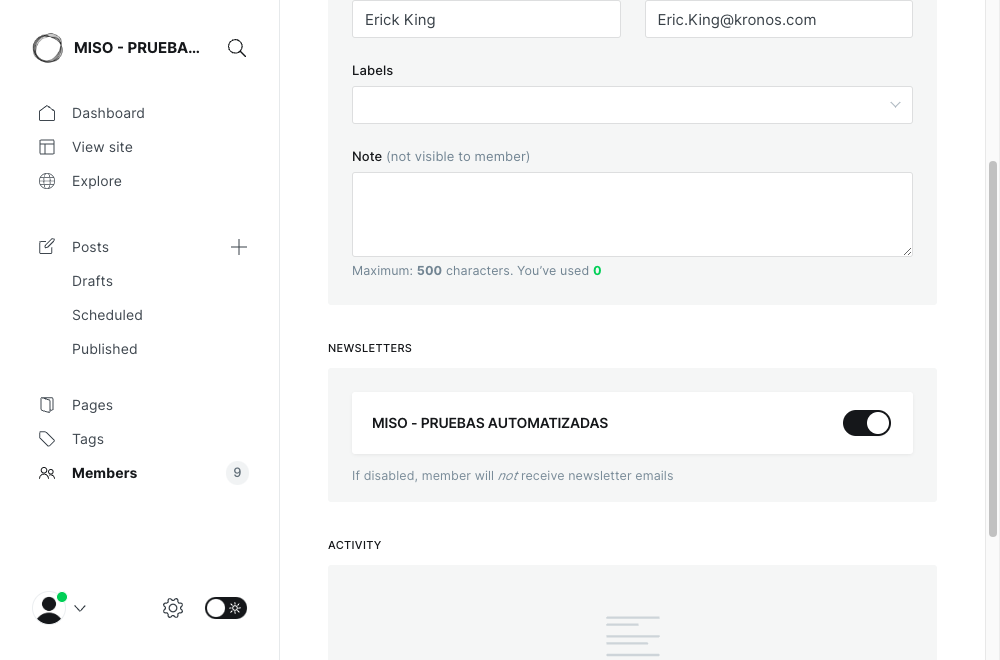 MISO - PRUEBA...
Dashboard
View site
Explore
Posts
Drafts
Scheduled
Published
Pages
Tags
Members 9
Erick King
Eric.King@kronos.com
Labels
Note (not visible to member)
Maximum: 500 characters. You’ve used 0
NEWSLETTERS
MISO - PRUEBAS AUTOMATIZADAS
If disabled, member will not receive newsletter emails
ACTIVITY